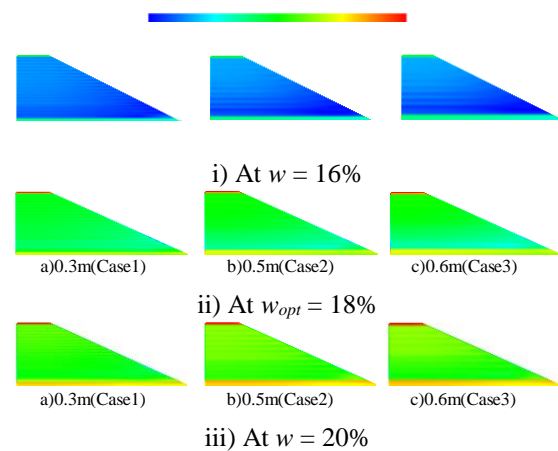 i) At w = 16%
a)0.3m(Case1) b)0.5m(Case2) c)0.6m(Case3)
ii) At wopt = 18%
a)0.3m(Case1) b)0.5m(Case2) c)0.6m(Case3)
iii) At w = 20%